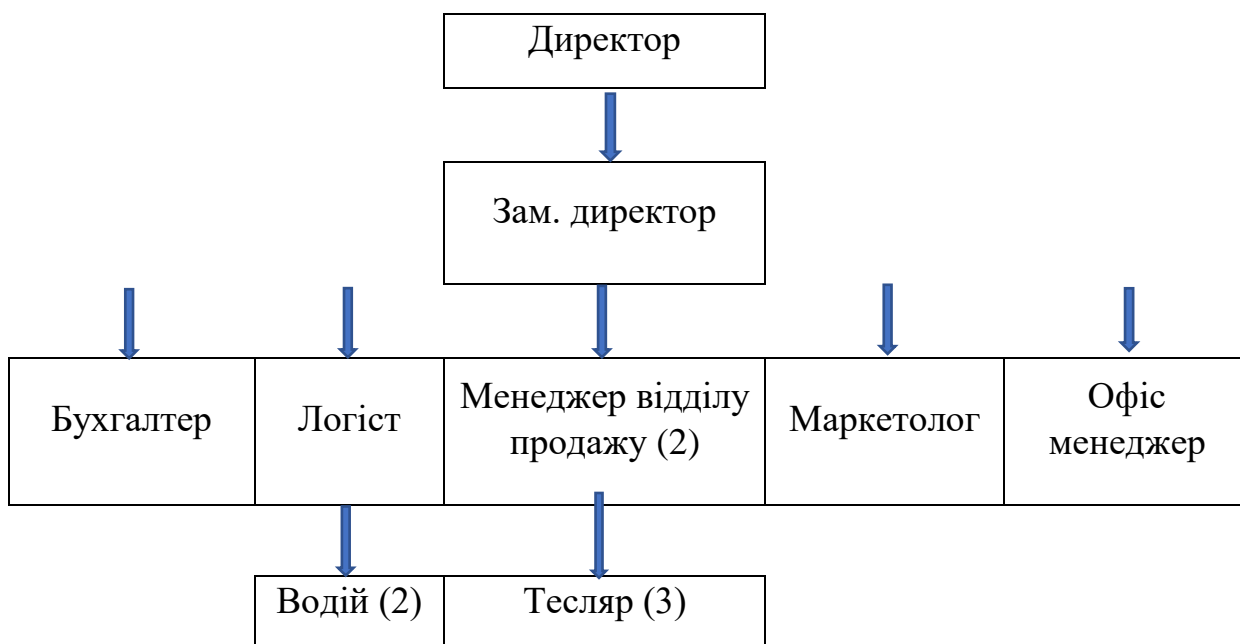 Директор
Зам. директор
Бухгалтер
Логіст
Менеджер відділу
продажу (2)
Маркетолог
Офіс
менеджер
Водій (2)
Тесляр (3)